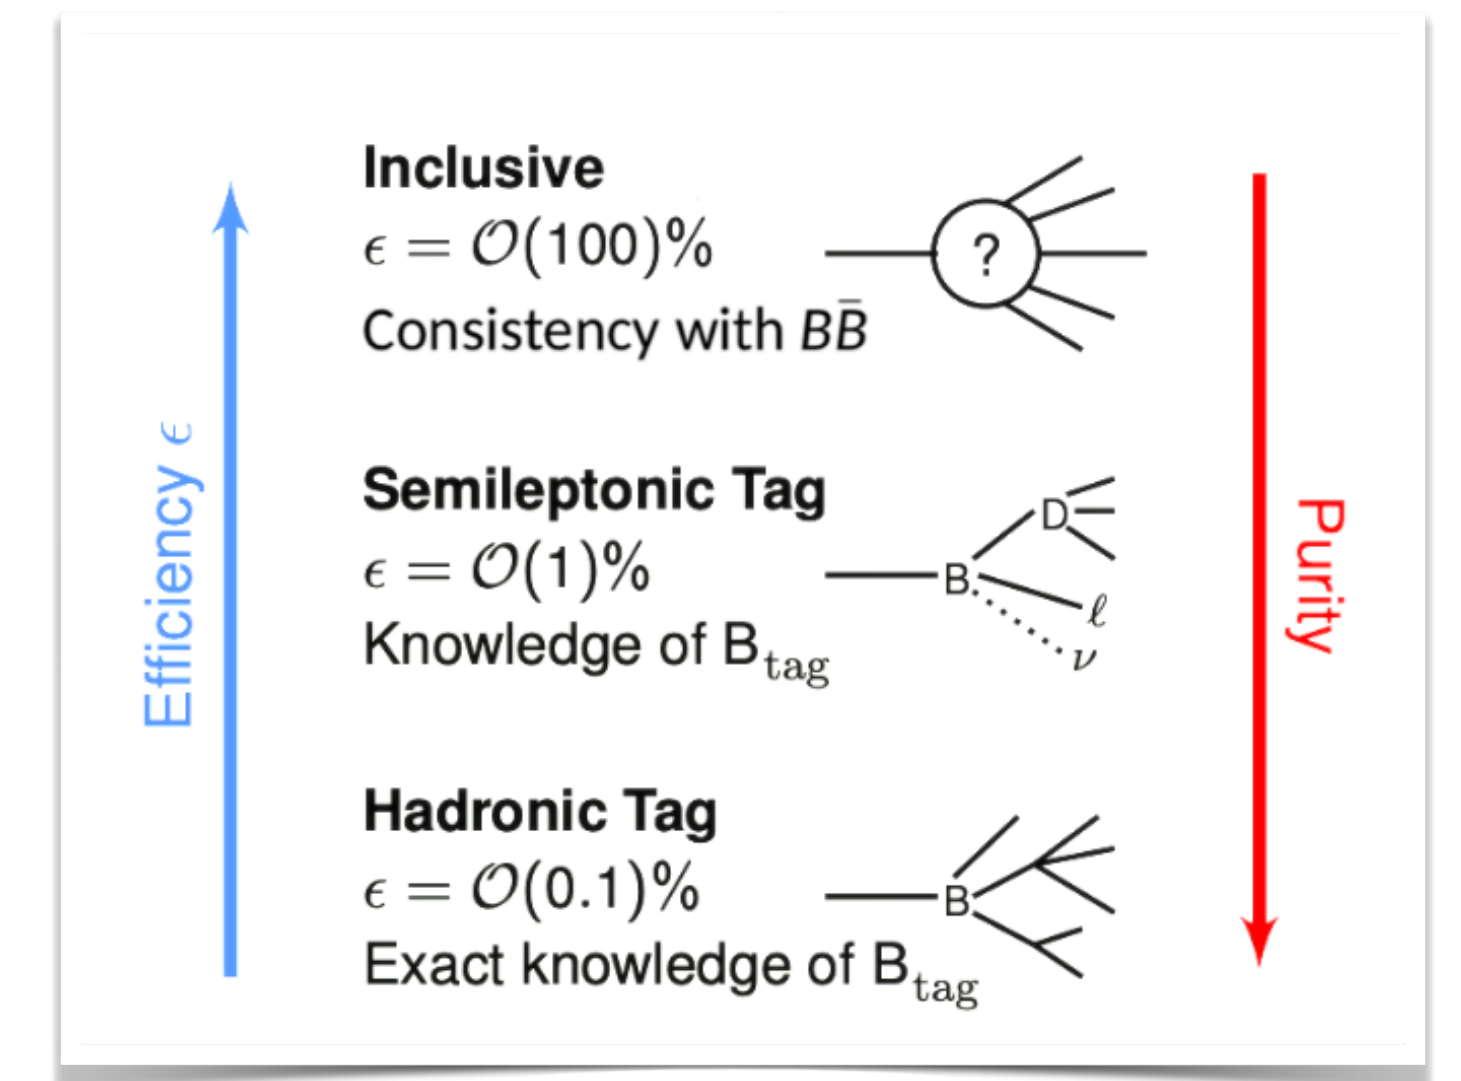 Inclusive
ϵ = 𝒪(100)%
Consistency with BB̄
?
Efficiency ϵ
Semileptonic Tag
ϵ = 𝒪(1)%
Knowledge of B_tag
B
D
ℓ
ν
Purity
Hadronic Tag
ϵ = 𝒪(0.1)%
Exact knowledge of B_tag
B